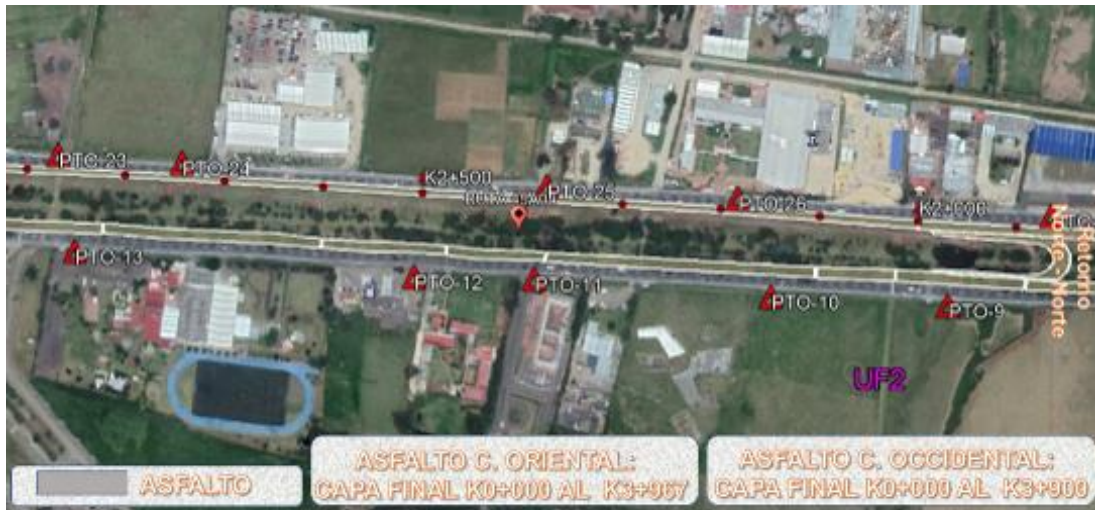 PTO-23
PTO-24
K2+500
PTO-25
PTO-26
K2+000
PTO-13
PTO-12
PTO-11
PTO-10
PTO-9
Retorno
Norte - Norte
UF2
ASFALTO
ASFALTO C. ORIENTAL:
CAPA FINAL K0+000 AL K3+967
ASFALTO C. OCCIDENTAL:
CAPA FINAL K0+000 AL K3+900